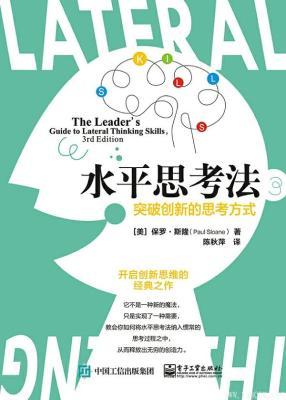 LATERAL
SKILLS
The Leader's
Guide to Lateral Thinking Skills,
3rd Edition
水平思考法
突破创新的思考方式
[美] 保罗·斯隆 (Paul Sloane) 著
陈秋萍 译
开启创新思维的
经典之作
它不是一种新的魔法,
只是实现了一种需要,
教会你如何将水平思考法纳入惯常的
思考过程之中,
从而释放出无穷的创造力。
THINKING
中国工信出版集团
电子工业出版社